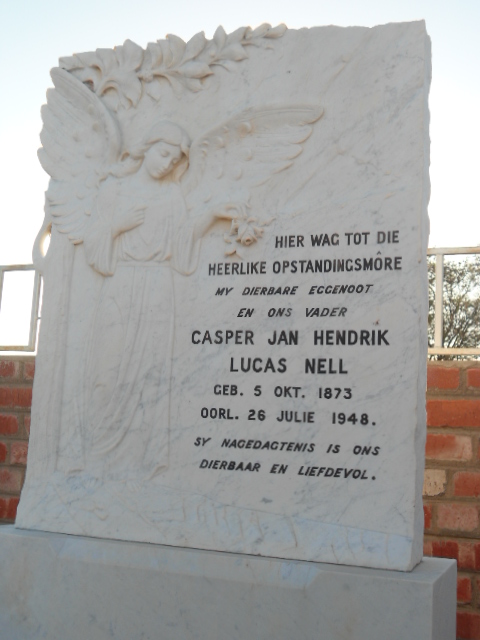 HIER WAG TOT DIE
HEERLIKE OPSTANDINGSMÔRE
MY DIERBARE EGGENOOT
EN ONS VADER
CASPER JAN HENDRIK
LUCAS NELL
GEB. 5 OKT. 1873
OORL. 26 JULIE 1948.
SY NAGEDAGTENIS IS ONS
DIERBAAR EN LIEFDEVOL.